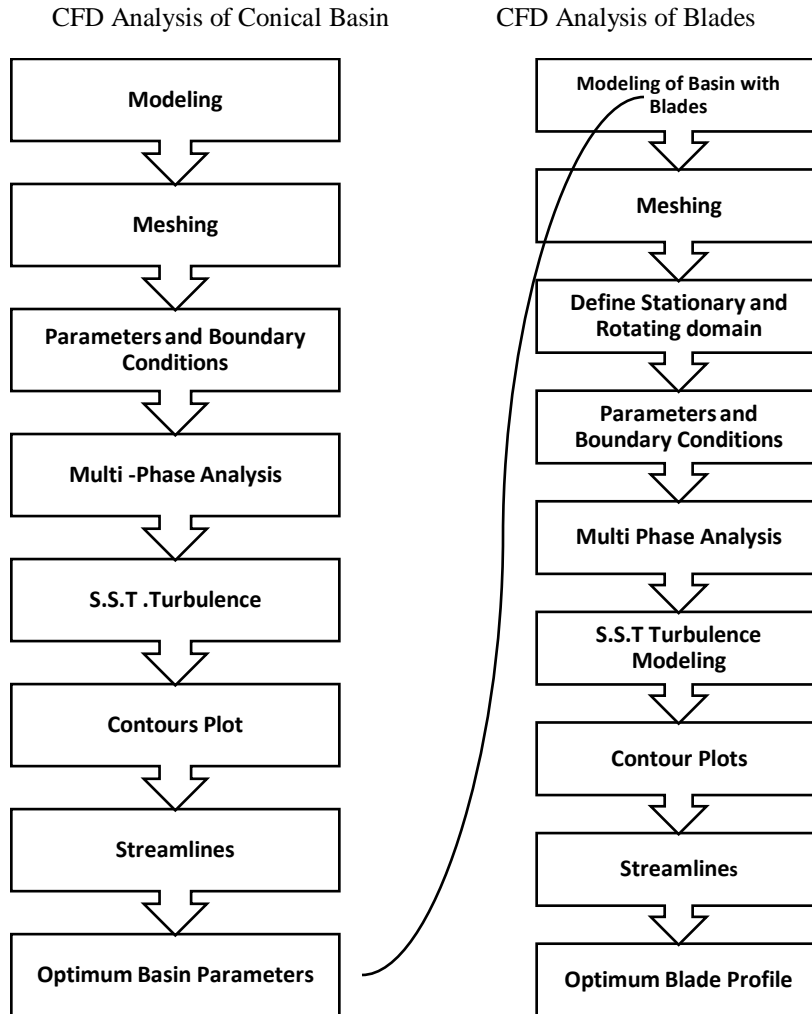 CFD Analysis of Conical Basin
Modeling
Meshing
Parameters and Boundary
Conditions
Multi -Phase Analysis
S.S.T .Turbulence
Contours Plot
Streamlines
Optimum Basin Parameters
CFD Analysis of Blades
Modeling of Basin with
Blades
Meshing
Define Stationary and
Rotating domain
Parameters and
Boundary Conditions
Multi Phase Analysis
S.S.T Turbulence
Modeling
Contour Plots
Streamlines
Optimum Blade Profile